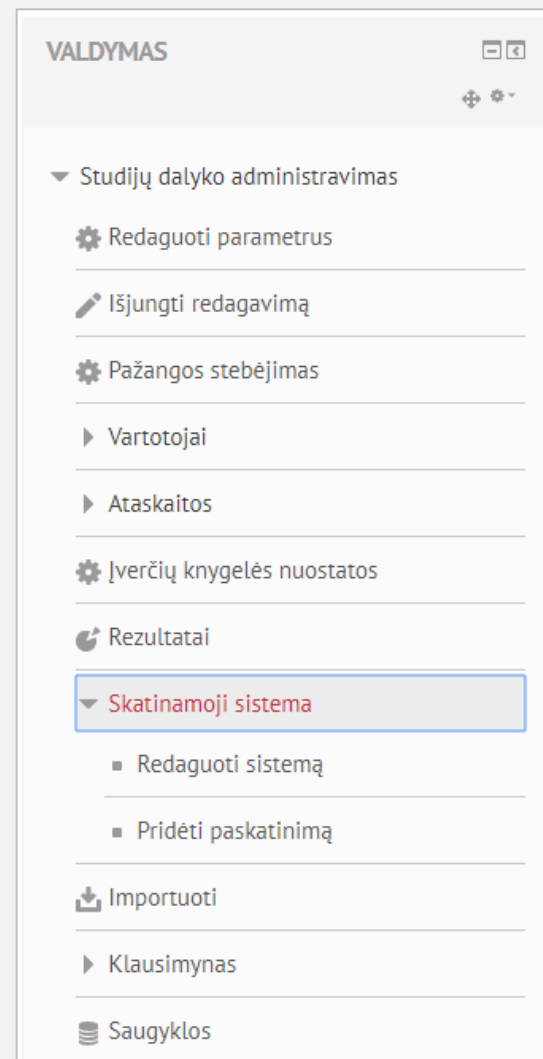 VALDYMAS
Studijų dalyko administravimas
Redaguoti parametrus
Išjungti redagavimą
Pažangos stebėjimas
Vartotojai
Ataskaitos
Įverčių knygelės nuostatos
Rezultatai
Skatinamoji sistema
Redaguoti sistemą
Pridėti paskatinimą
Importuoti
Klausimynas
Saugyklos